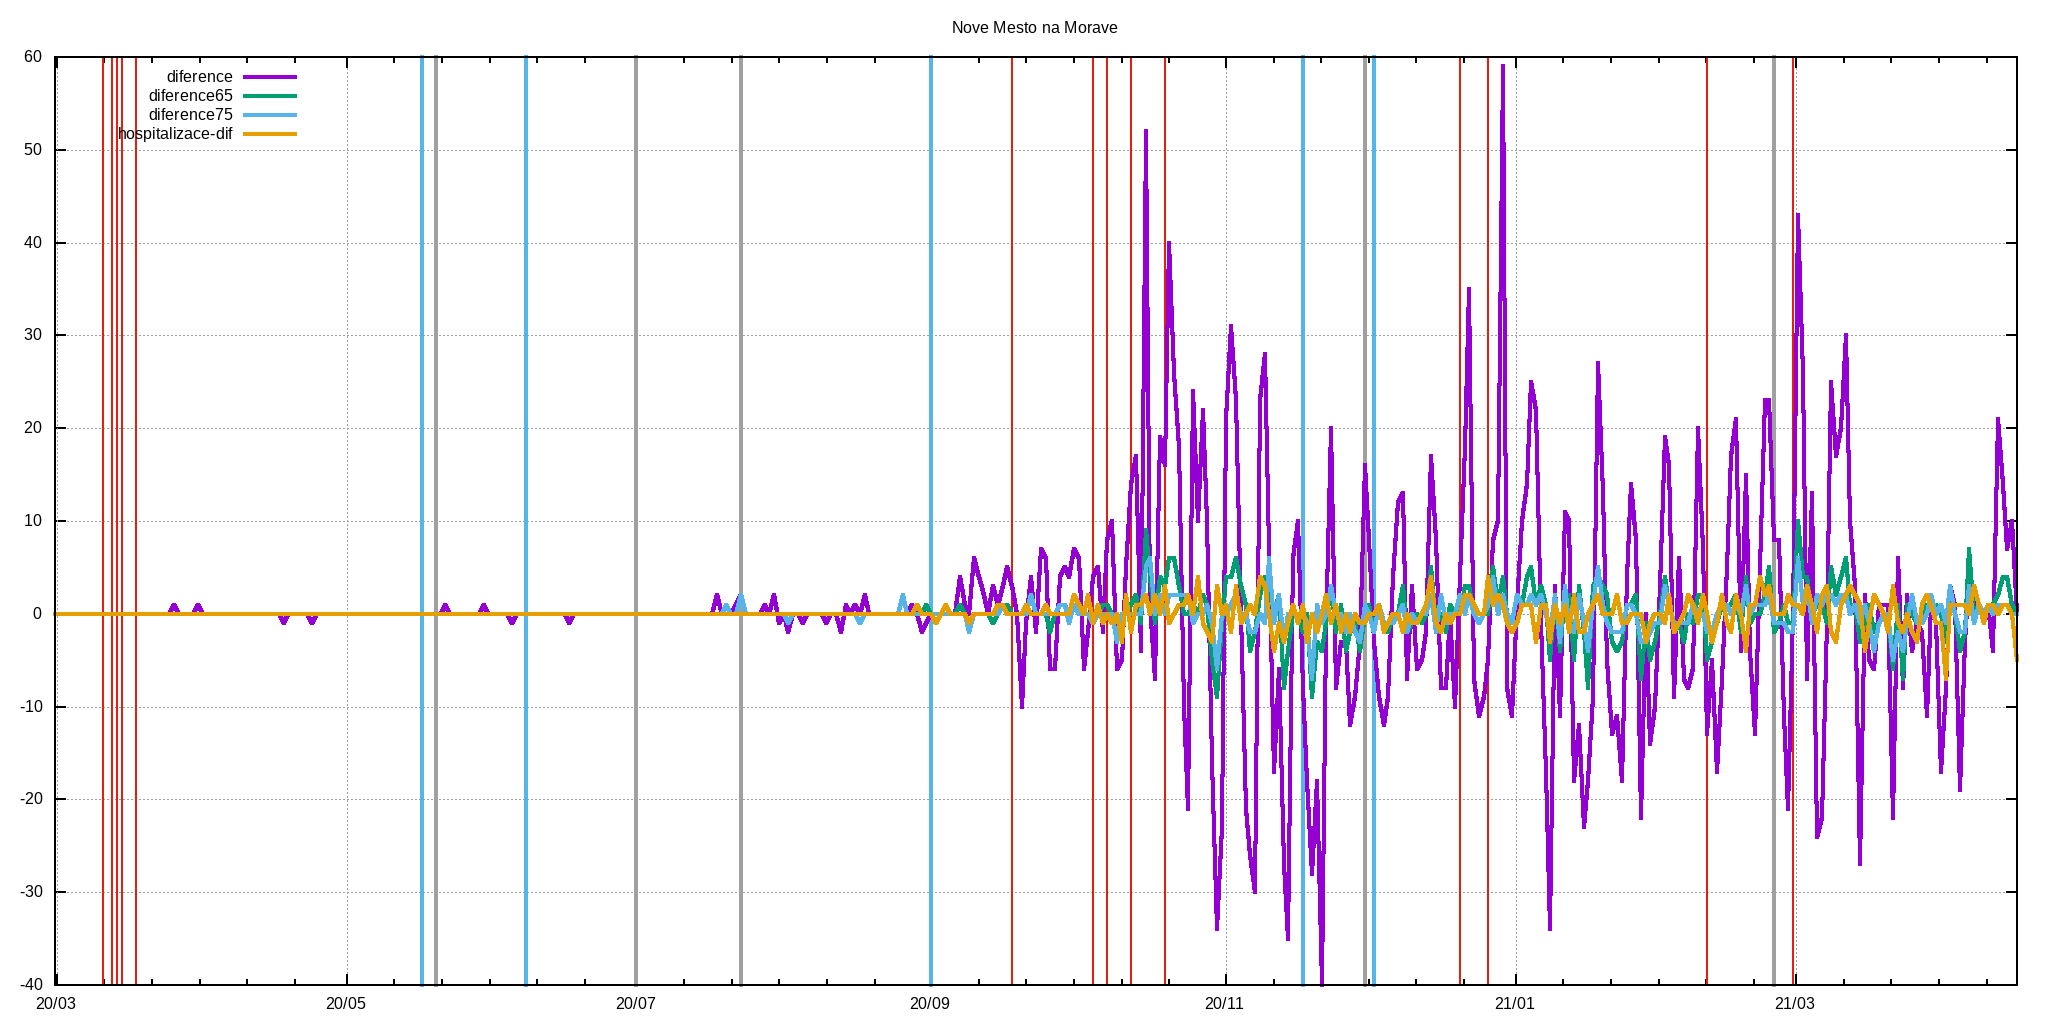 Nove Mesto na Morave
60
50
40
30
20
10
0
-10
-20
-30
-40
diference
diference65
diference75
hospitalizace-dif
20/03 20/05 20/07 20/09 20/11 21/01 21/03